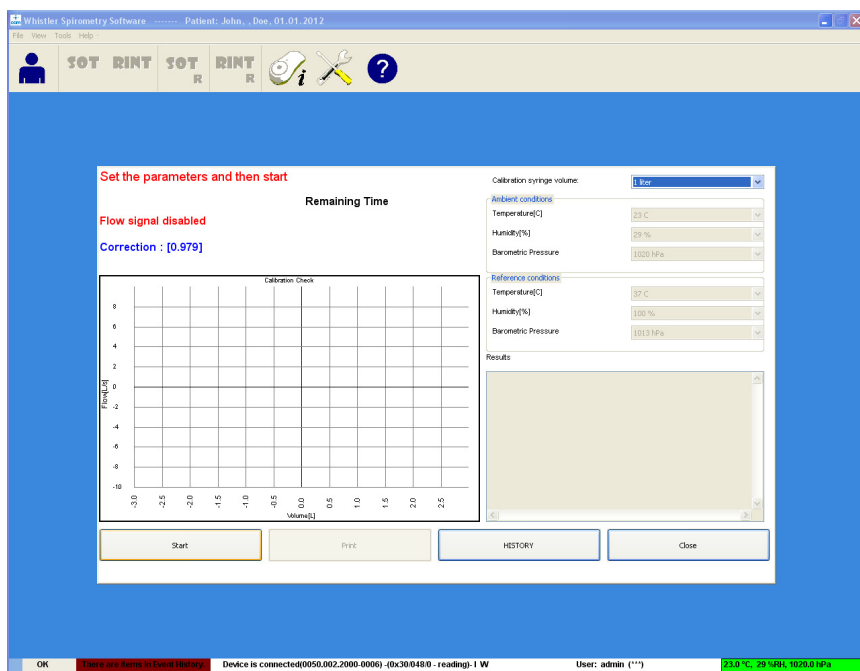 Whistler Spirometry Software ------- Patient: John, , Doe, 01.01.2012
File View Tools Help
SOT RINT SOT R RINT R i ?
Set the parameters and then start
Remaining Time
Flow signal disabled
Correction : [0.979]
Calibration syringe volume: 1 liter
Ambient conditions
Temperature[C] 23 C
Humidity[%] 29 %
Barometric Pressure 1020 hPa
Reference conditions
Temperature[C] 37 C
Humidity[%] 100 %
Barometric Pressure 1013 hPa
Results
Calibration Check
Flow[L/s]
8
6
4
2
0
-2
-4
-6
-8
-10
-3.0 -2.5 -2.0 -1.5 -1.0 -0.5 0.0 0.5 1.0 1.5 2.0 2.5
Volume[L]
Start Print HISTORY Close
OK There are items in Event History. Device is connected(0050.002.2000-0006) -(0x30/048/0 - reading)- I W User: admin (***) 23.0 °C, 29 %RH, 1020.0 hPa